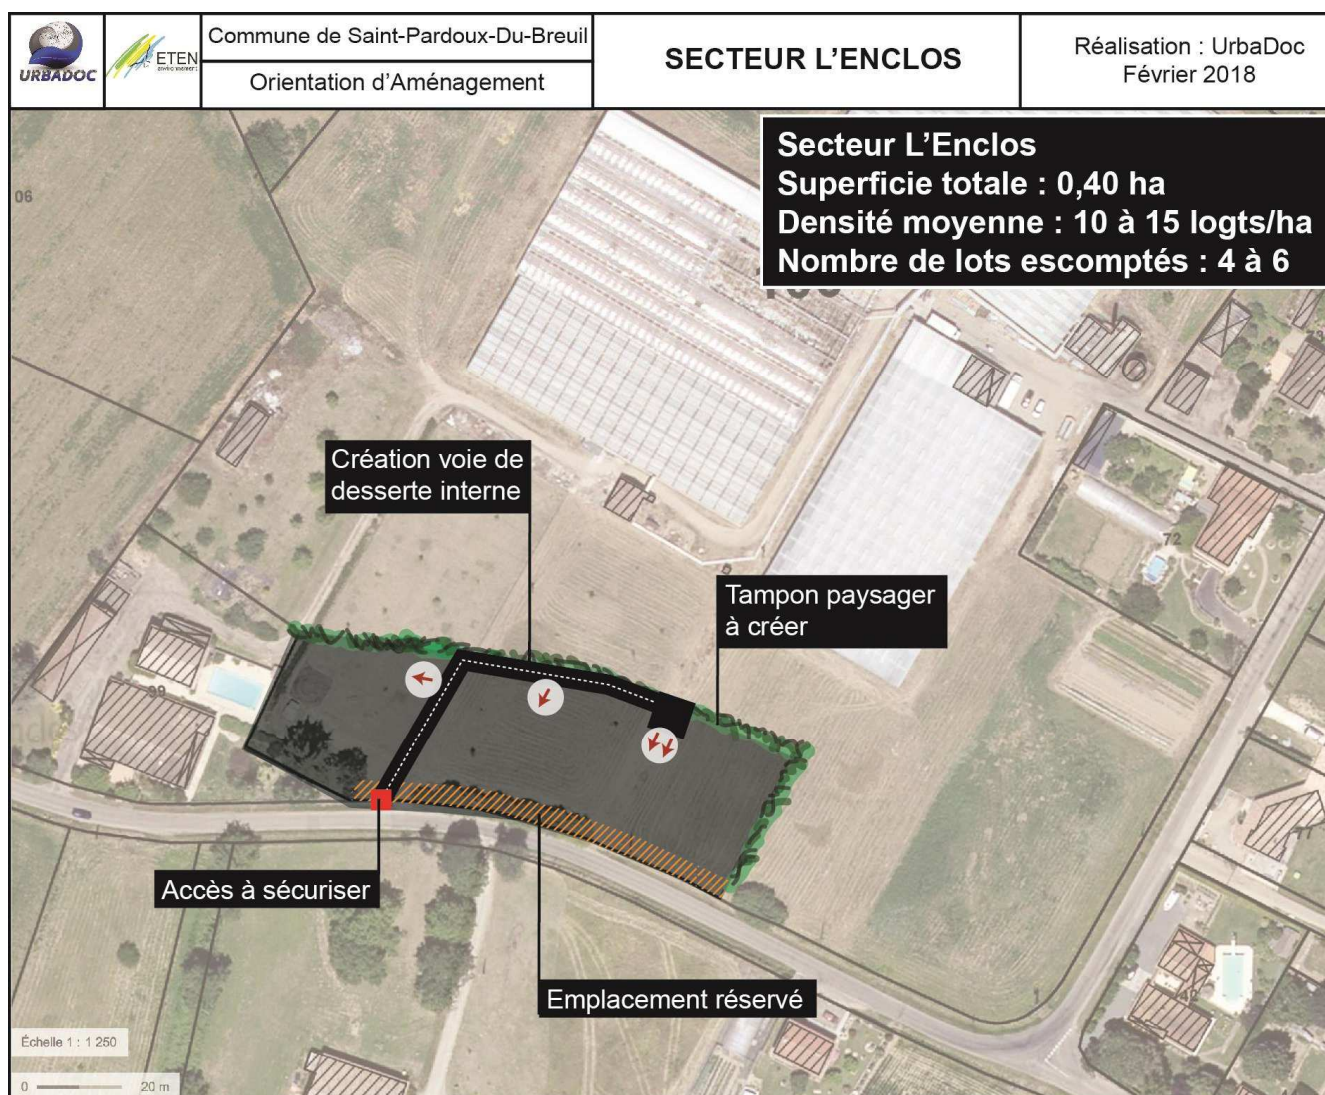 URBADOC
ETEN
environnement
Commune de Saint-Pardoux-Du-Breuil
Orientation d'Aménagement
SECTEUR L'ENCLOS
Réalisation : UrbaDoc
Février 2018
Secteur L'Enclos
Superficie totale : 0,40 ha
Densité moyenne : 10 à 15 logts/ha
Nombre de lots escomptés : 4 à 6
06
Création voie de
desserte interne
72
Tampon paysager
à créer
99
Accès à sécuriser
Emplacement réservé
Échelle 1 : 1 250
0 20 m